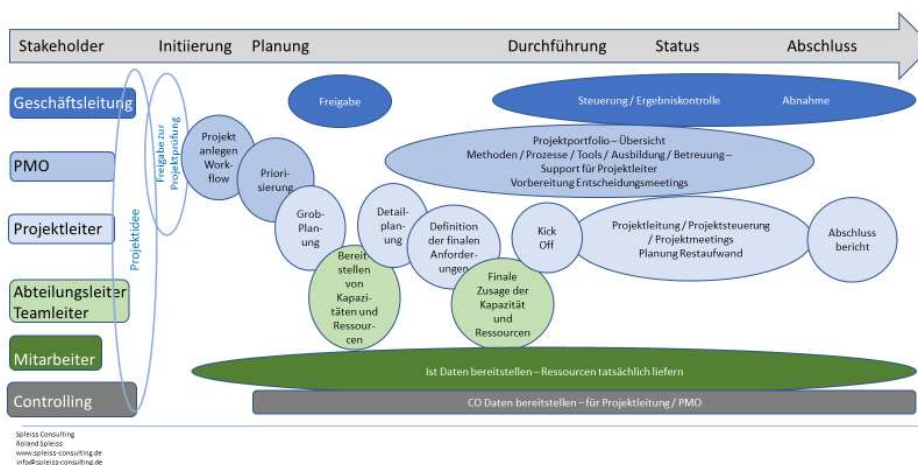 Stakeholder
Initiierung
Planung
Durchführung
Status
Abschluss
Geschäftsleitung
Freigabe
Steuerung / Ergebniskontrolle
Abnahme
Freigabe zur
Projektprüfung
Projektidee
PMO
Projekt
anlegen
Work-
flow
Priori-
sierung
Projektportfolio – Übersicht
Methoden / Prozesse / Tools / Ausbildung / Betreuung –
Support für Projektleiter
Vorbereitung Entscheidungsmeetings
Projektleiter
Grob-
Plan-
ung
Detail-
plan-
ung
Definition
der finalen
Anforder-
ungen
Kick
Off
Projektleitung / Projektsteuerung
/ Projektmeetings
Planung Restaufwand
Abschluss
bericht
Abteilungsleiter
Teamleiter
Bereit
stellen
von
Kapazi-
täten und
Ressour-
cen
Finale
Zusage der
Kapazität
und
Ressourcen
Mitarbeiter
Ist Daten bereitstellen – Ressourcen tatsächlich liefern
Controlling
CO Daten bereitstellen – für Projektleitung / PMO
Spleiss Consulting
Roland Spleiss
www.spleiss-consulting.de
info@spleiss-consulting.de